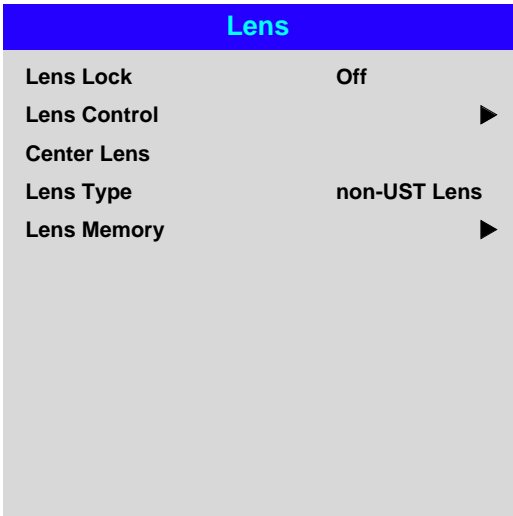 Lens
Lens Lock Off
Lens Control
Center Lens
Lens Type non-UST Lens
Lens Memory